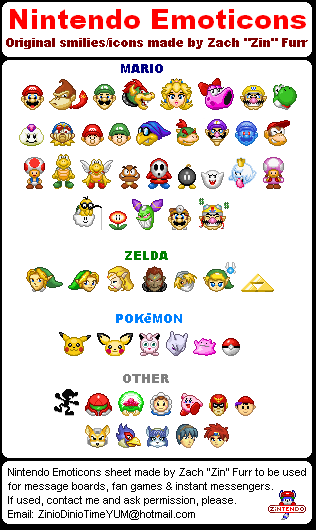 Nintendo Emoticons
Original smilies/icons made by Zach "Zin" Furr
MARIO
ZELDA
POKéMON
OTHER
Nintendo Emoticons sheet made by Zach "Zin" Furr to be used
for message boards, fan games & instant messengers.
If used, contact me and ask permission, please.
Email: ZinioDinioTimeYUM@hotmail.com
ZiNTENDO